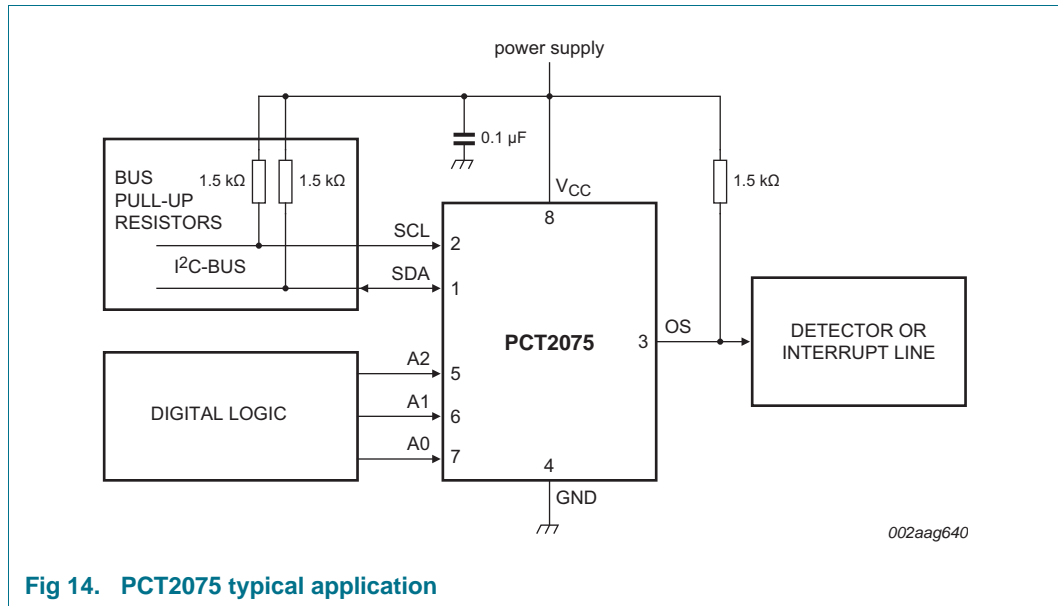 power supply
0.1 µF
BUS
PULL-UP
RESISTORS
1.5 kΩ
1.5 kΩ
1.5 kΩ
VCC
8
SCL
2
I2C-BUS
SDA
1
PCT2075
3
OS
DETECTOR OR
INTERRUPT LINE
DIGITAL LOGIC
A2
5
A1
6
A0
7
4
GND
002aag640
Fig 14. PCT2075 typical application